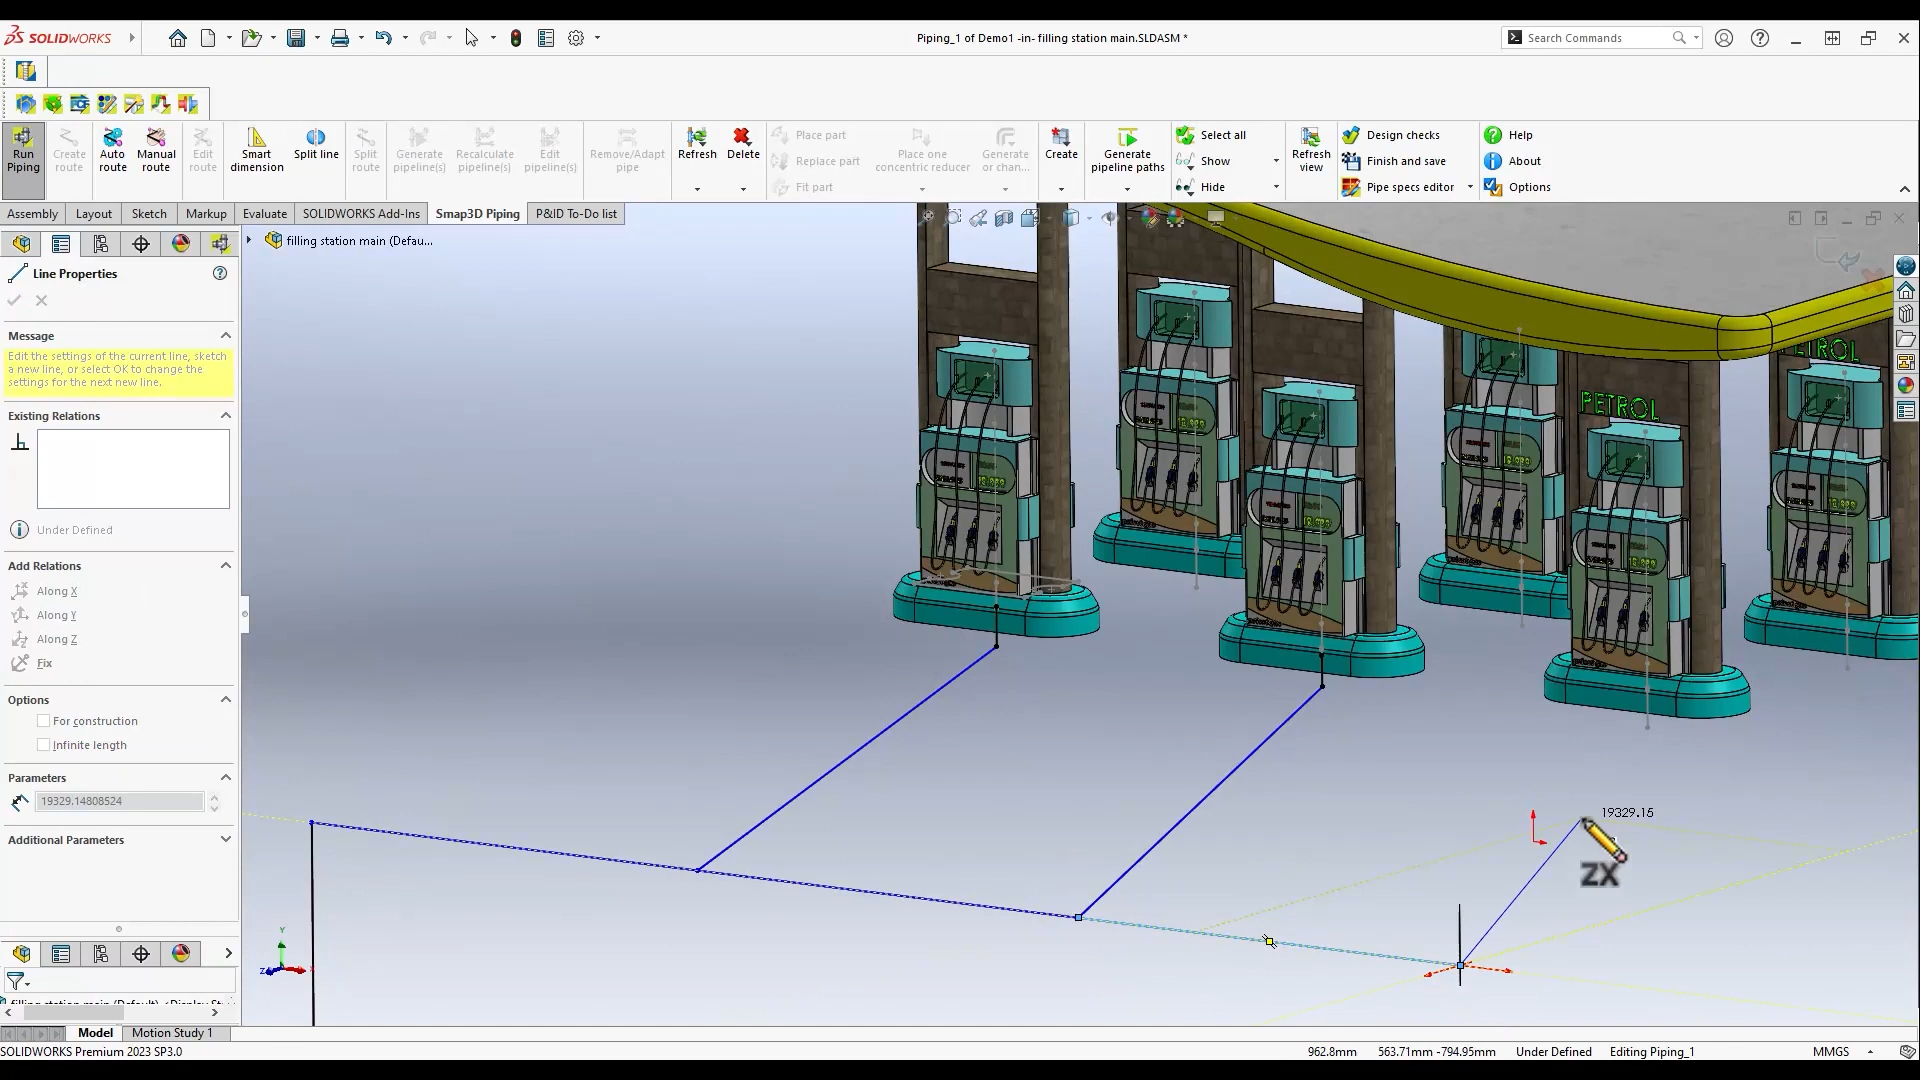 SOLIDWORKS
Piping_1 of Demo1 -in- filling station main.SLDASM *
Search Commands
Run Piping
Create route
Auto route
Manual route
Edit route
Smart dimension
Split line
Split route
Generate pipeline(s)
Recalculate pipeline(s)
Edit pipeline(s)
Remove/Adapt pipe
Refresh
Delete
Place part
Replace part
Fit part
Place one concentric reducer
Generate or chan...
Create
Generate pipeline paths
Select all
Show
Hide
Refresh view
Design checks
Finish and save
Pipe specs editor
Help
About
Options
Assembly
Layout
Sketch
Markup
Evaluate
SOLIDWORKS Add-Ins
Smap3D Piping
P&ID To-Do list
filling station main (Defau...
Line Properties
Message
Edit the settings of the current line, sketch
a new line, or select OK to change the
settings for the next new line.
Existing Relations
Under Defined
Add Relations
Along X
Along Y
Along Z
Fix
Options
For construction
Infinite length
Parameters
19329.14808524
Additional Parameters
PETROL
PETROL
19329.15
ZX
Y
Z
X
filling station main (Default) <Display St
Model
Motion Study 1
SOLIDWORKS Premium 2023 SP3.0
962.8mm
563.71mm -794.95mm
Under Defined
Editing Piping_1
MMGS